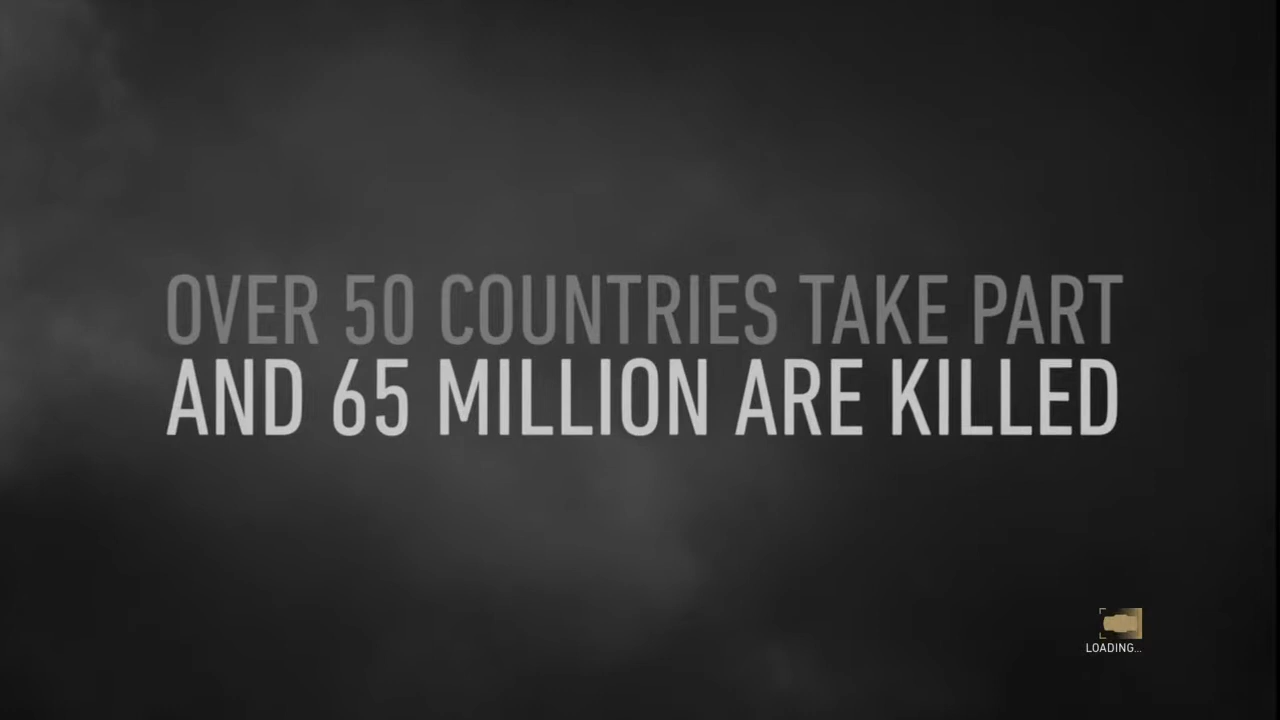 OVER 50 COUNTRIES TAKE PART
AND 65 MILLION ARE KILLED
LOADING...